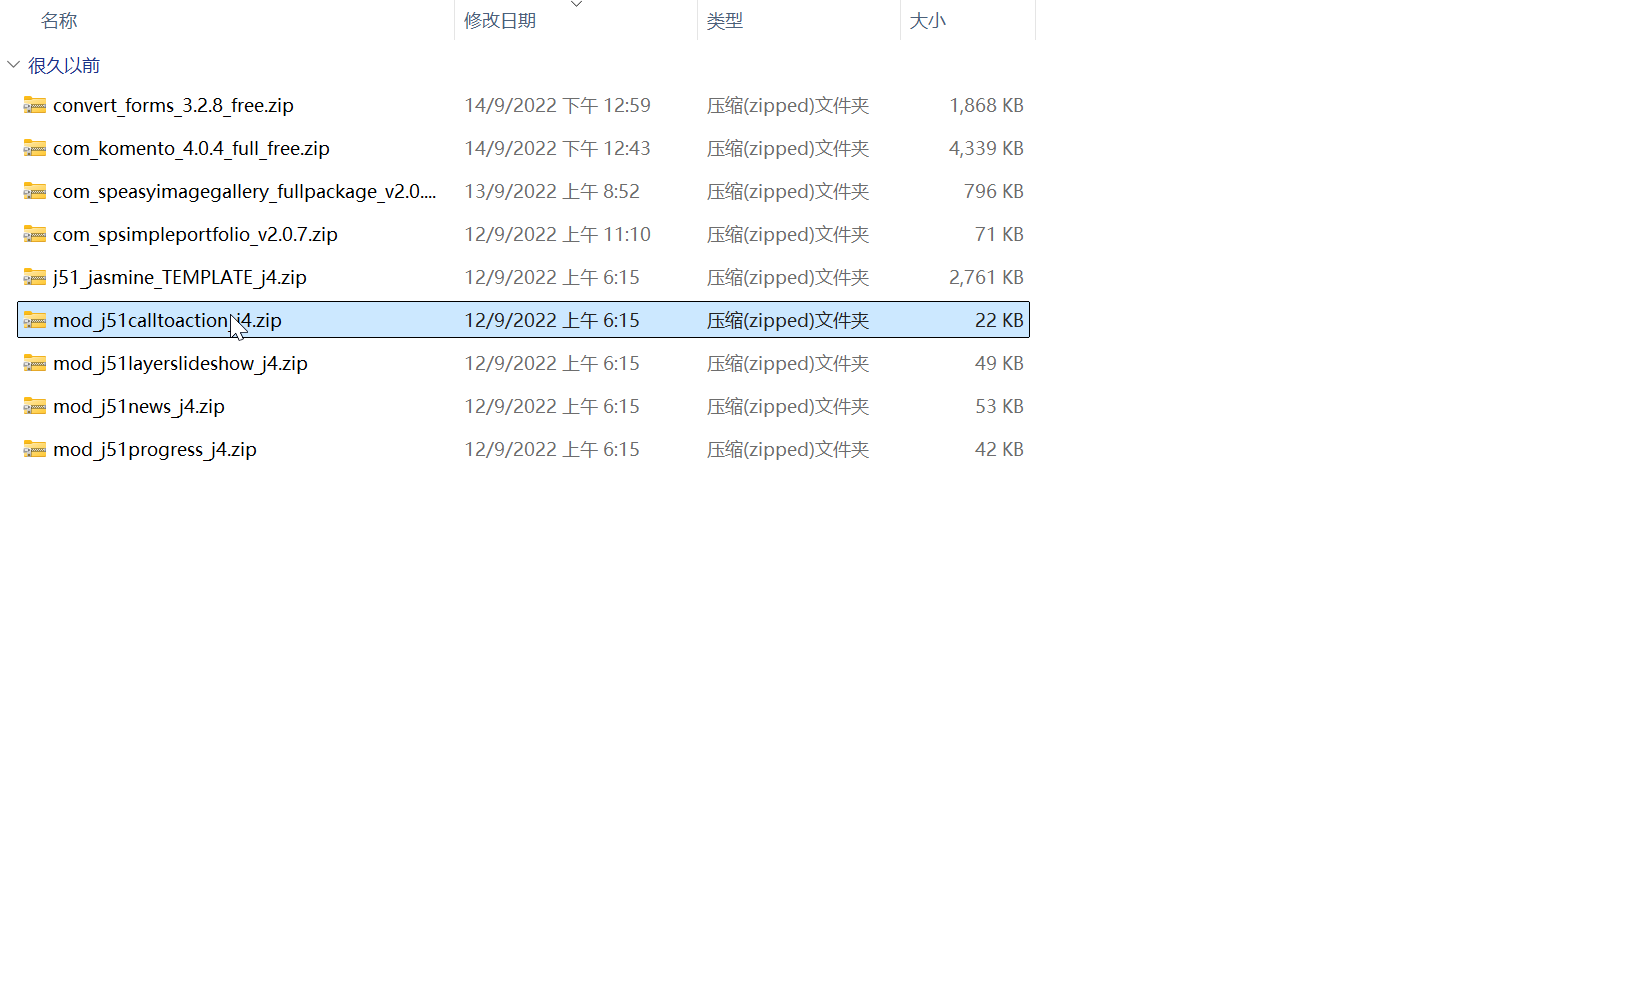 名称 修改日期 类型 大小
很久以前
convert_forms_3.2.8_free.zip 14/9/2022 下午 12:59 压缩(zipped)文件夹 1,868 KB
com_komento_4.0.4_full_free.zip 14/9/2022 下午 12:43 压缩(zipped)文件夹 4,339 KB
com_speasyimagegallery_fullpackage_v2.0.... 13/9/2022 上午 8:52 压缩(zipped)文件夹 796 KB
com_spsimpleportfolio_v2.0.7.zip 12/9/2022 上午 11:10 压缩(zipped)文件夹 71 KB
j51_jasmine_TEMPLATE_j4.zip 12/9/2022 上午 6:15 压缩(zipped)文件夹 2,761 KB
mod_j51calltoaction_j4.zip 12/9/2022 上午 6:15 压缩(zipped)文件夹 22 KB
mod_j51layerslideshow_j4.zip 12/9/2022 上午 6:15 压缩(zipped)文件夹 49 KB
mod_j51news_j4.zip 12/9/2022 上午 6:15 压缩(zipped)文件夹 53 KB
mod_j51progress_j4.zip 12/9/2022 上午 6:15 压缩(zipped)文件夹 42 KB